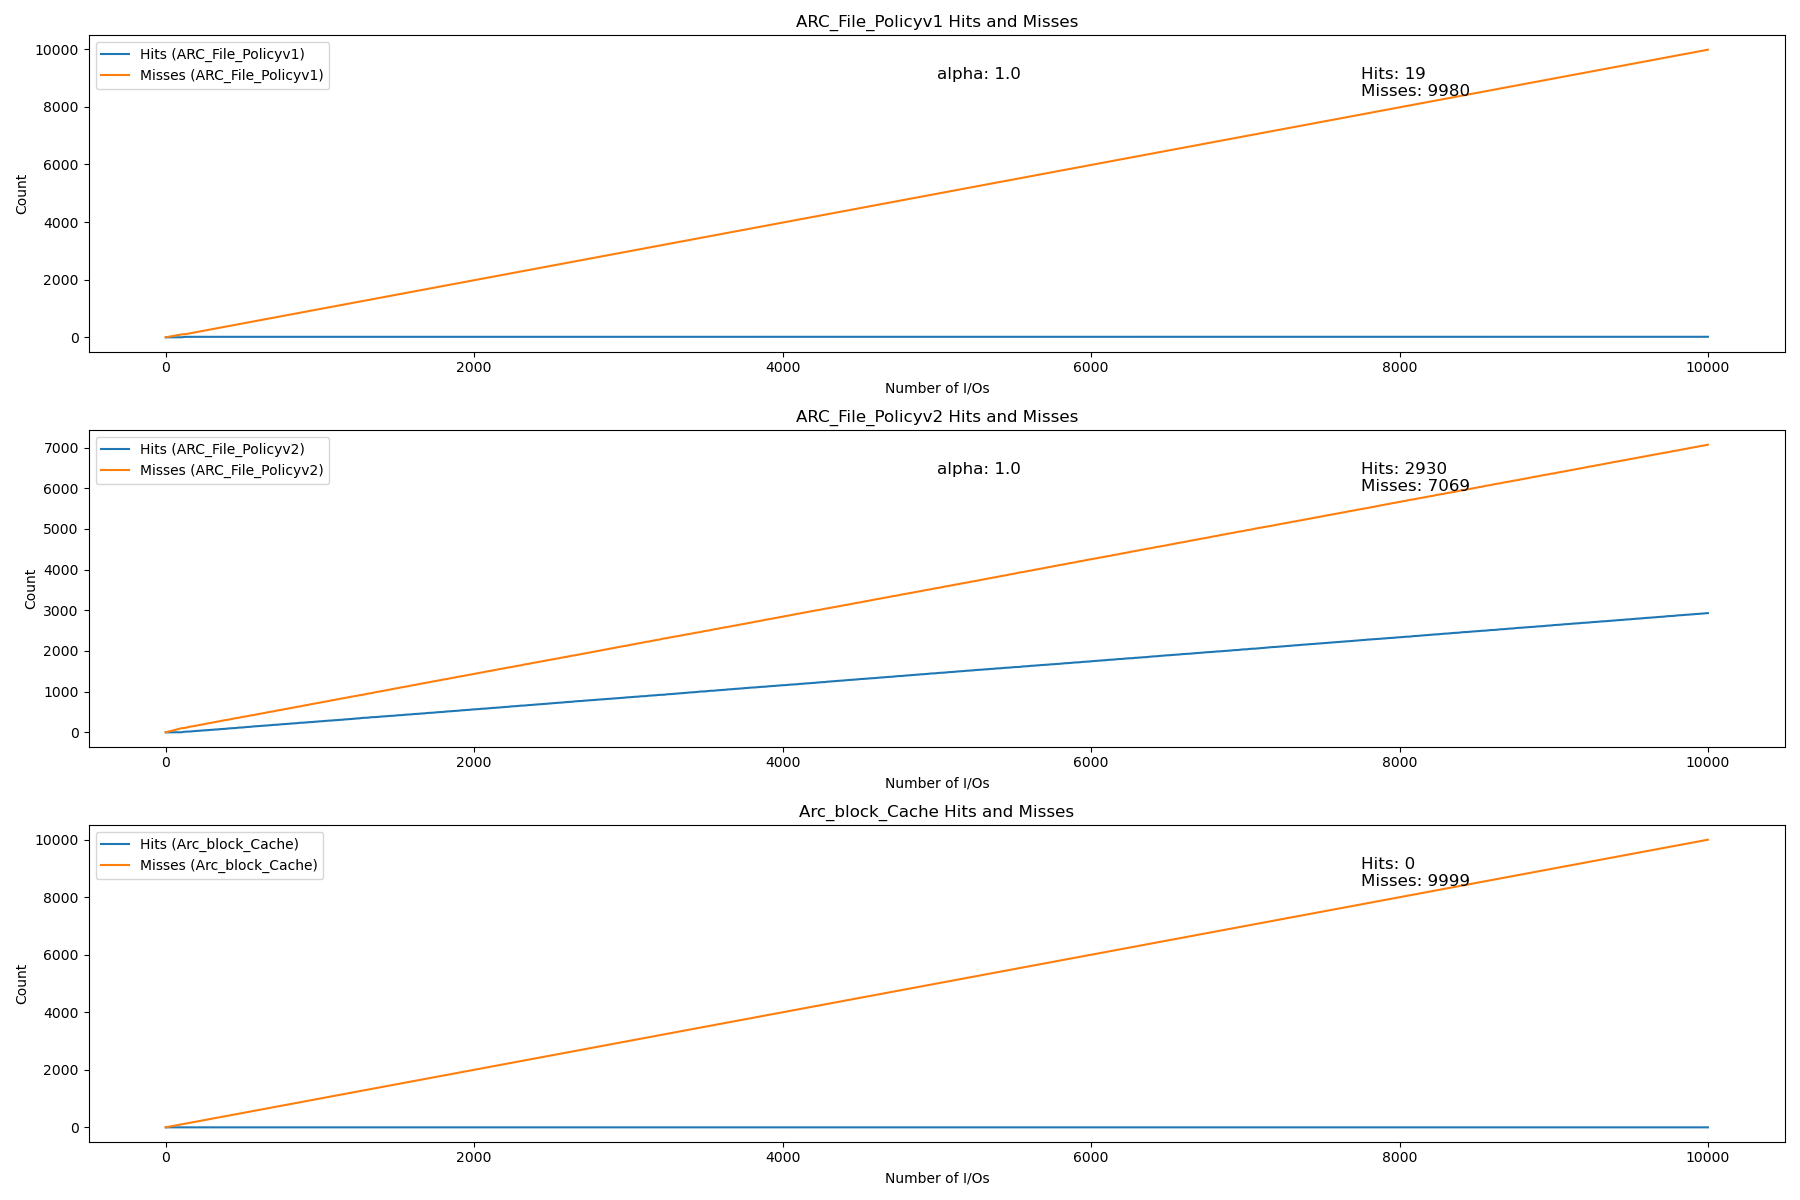 ARC_File_Policyv1 Hits and Misses
Hits (ARC_File_Policyv1)
Misses (ARC_File_Policyv1)
alpha: 1.0
Hits: 19
Misses: 9980
10000
8000
6000
4000
2000
0
Count
0 2000 4000 6000 8000 10000
Number of I/Os
ARC_File_Policyv2 Hits and Misses
Hits (ARC_File_Policyv2)
Misses (ARC_File_Policyv2)
alpha: 1.0
Hits: 2930
Misses: 7069
7000
6000
5000
4000
3000
2000
1000
0
Count
0 2000 4000 6000 8000 10000
Number of I/Os
Arc_block_Cache Hits and Misses
Hits (Arc_block_Cache)
Misses (Arc_block_Cache)
Hits: 0
Misses: 9999
10000
8000
6000
4000
2000
0
Count
0 2000 4000 6000 8000 10000
Number of I/Os